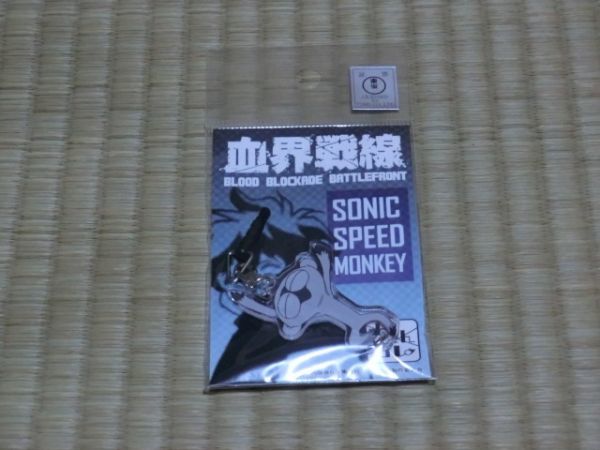 血界戦線
BLOOD BLOCKADE BATTLEFRONT
SONIC
SPEED
MONKEY